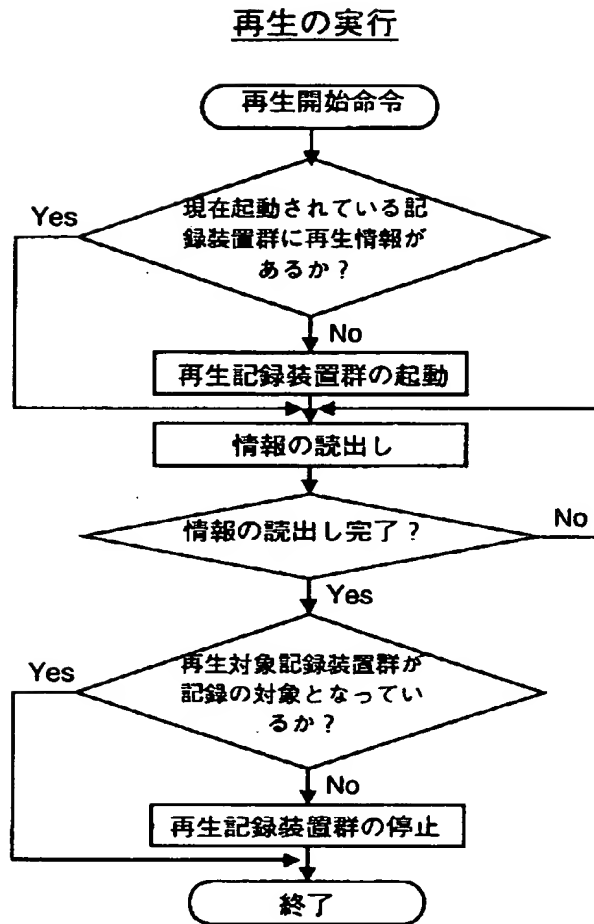 再生の実行
再生開始命令
現在起動されている記
録装置群に再生情報が
あるか？
Yes
No
再生記録装置群の起動
情報の読出し
情報の読出し完了？
No
Yes
再生対象記録装置群が
記録の対象となってい
るか？
Yes
No
再生記録装置群の停止
終了